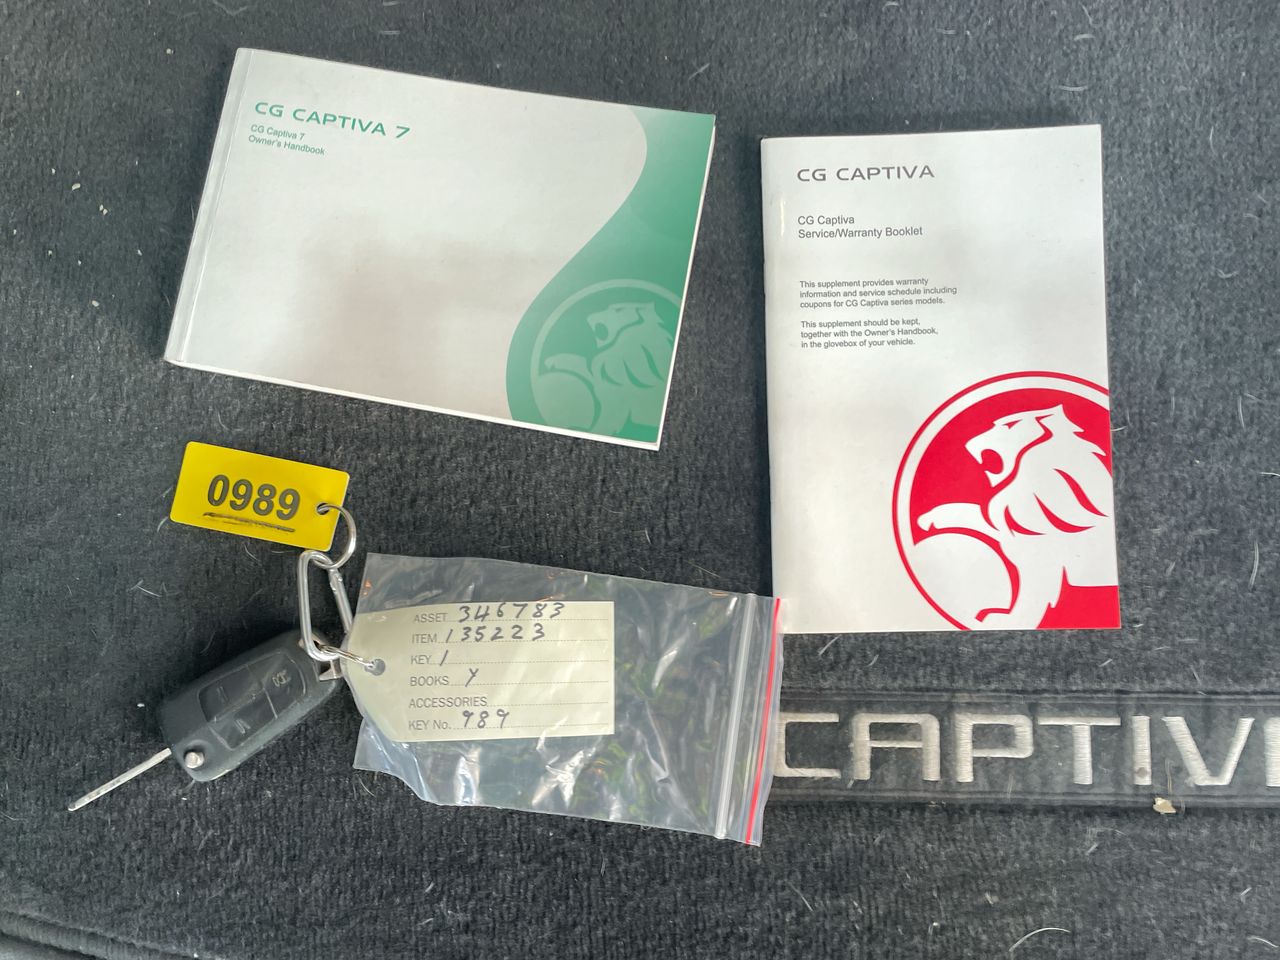 CG CAPTIVA 7
CG Captiva 7
Owner's Handbook
CG CAPTIVA
CG Captiva
Service/Warranty Booklet
This supplement provides warranty
information and service schedule including
coupons for CG Captiva series models.
This supplement should be kept,
together with the Owner's Handbook,
in the glovebox of your vehicle.
0989
ASSET 346783
ITEM 135223
KEY 1
BOOKS Y
ACCESSORIES
KEY No. 989
CAPTIV